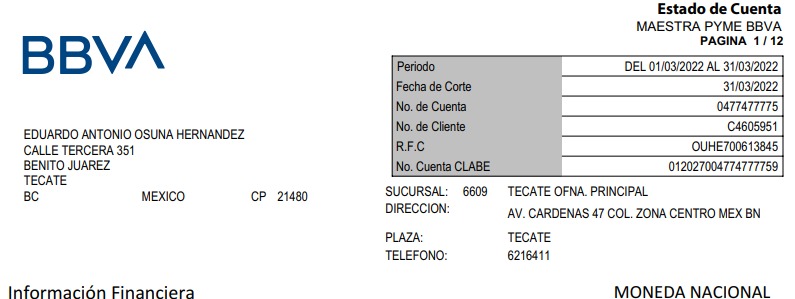 Estado de Cuenta
MAESTRA PYME BBVA
PAGINA 1 / 12
BBVA
Periodo DEL 01/03/2022 AL 31/03/2022
Fecha de Corte 31/03/2022
No. de Cuenta 0477477775
No. de Cliente C4605951
R.F.C OUHE700613845
No. Cuenta CLABE 012027004774777759
EDUARDO ANTONIO OSUNA HERNANDEZ
CALLE TERCERA 351
BENITO JUAREZ
TECATE
BC MEXICO CP 21480
SUCURSAL: 6609 TECATE OFNA. PRINCIPAL
DIRECCION: AV. CARDENAS 47 COL. ZONA CENTRO MEX BN
PLAZA: TECATE
TELEFONO: 6216411
Información Financiera MONEDA NACIONAL